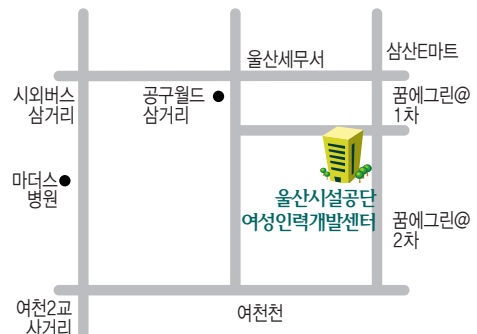 울산세무서
삼산E마트
시외버스
삼거리
공구월드
삼거리
꿈에그린@
1차
마더스
병원
울산시설공단
여성인력개발센터
꿈에그린@
2차
여천2교
사거리
여천천